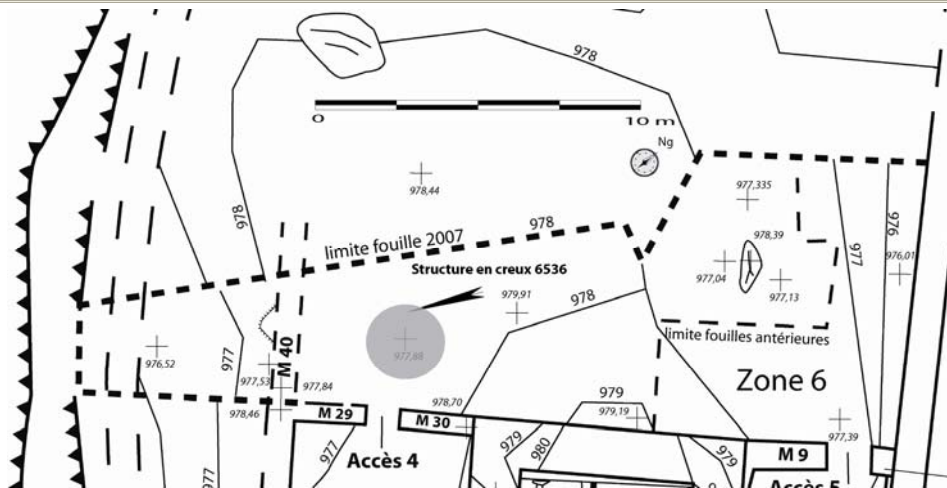 978
0
10 m
Ng
978,44
977,335
978
978
limite fouille 2007
978,39
977
976
976,01
Structure en creux 6536
977,04
977,13
979,91
978
limite fouilles antérieures
976,52
977
M 40
977,88
977,53
977,84
Zone 6
979
978,46
M 29
978,70
M 30
979,19
977,39
977
Accès 4
979
980
979
M 9
977
Accès 5